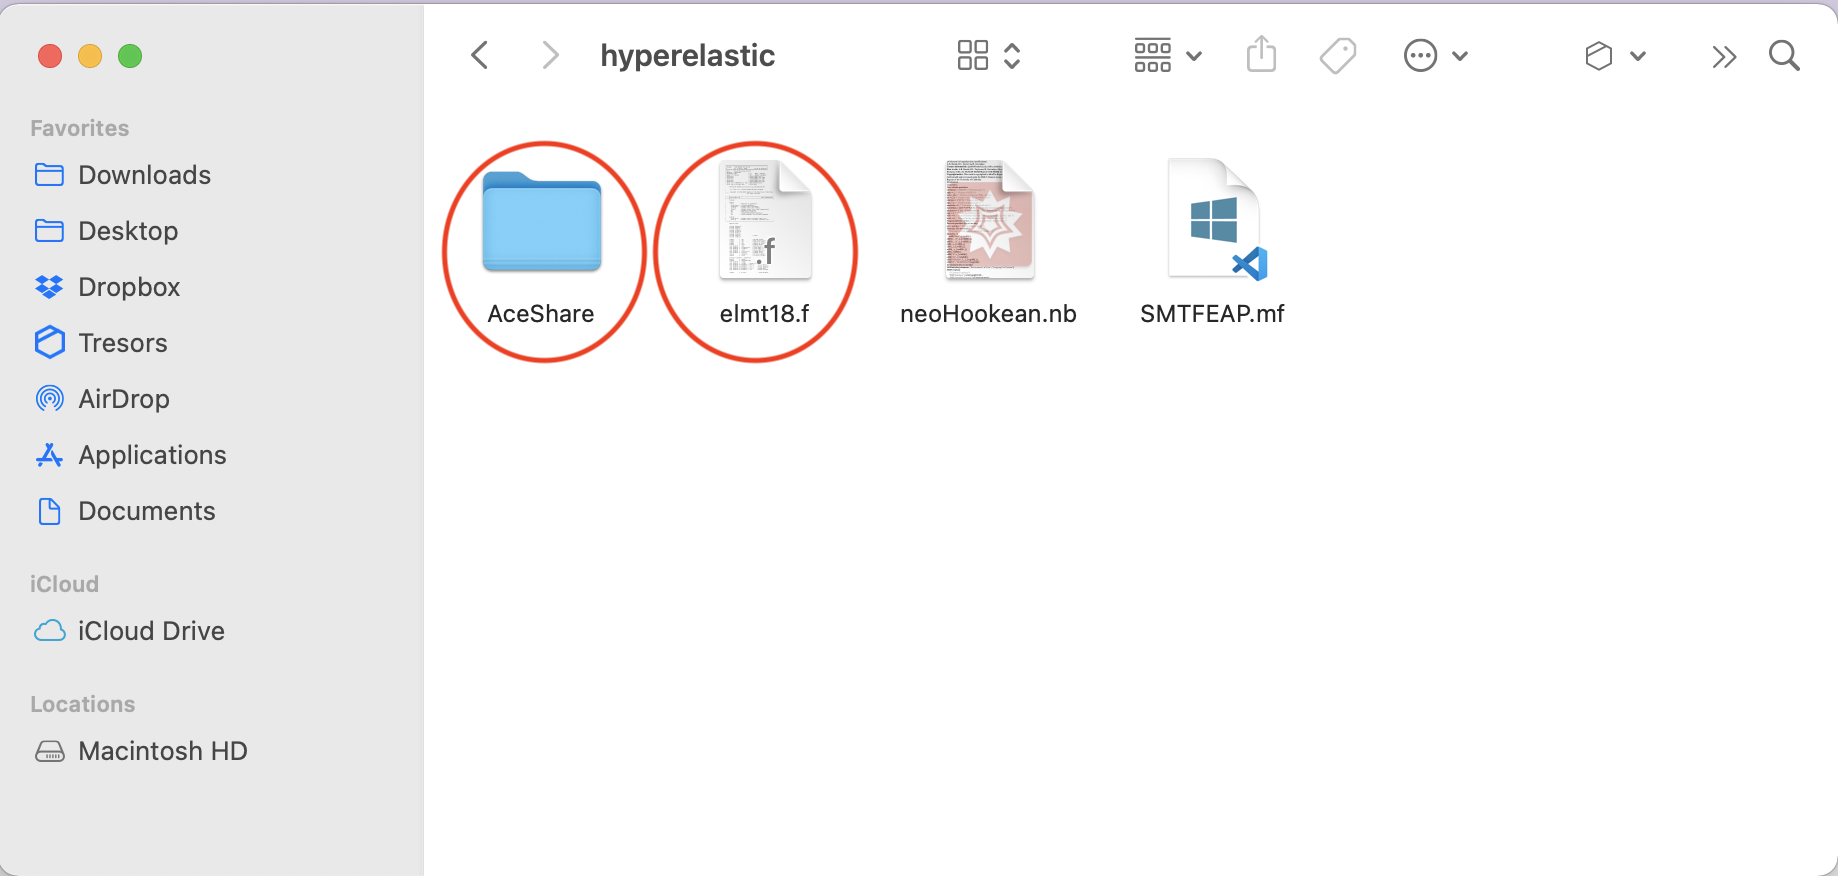 hyperelastic
Favorites
Downloads
Desktop
Dropbox
Tresors
AirDrop
Applications
Documents
iCloud
iCloud Drive
Locations
Macintosh HD
.f
AceShare
elmt18.f
neoHookean.nb
SMTFEAP.mf